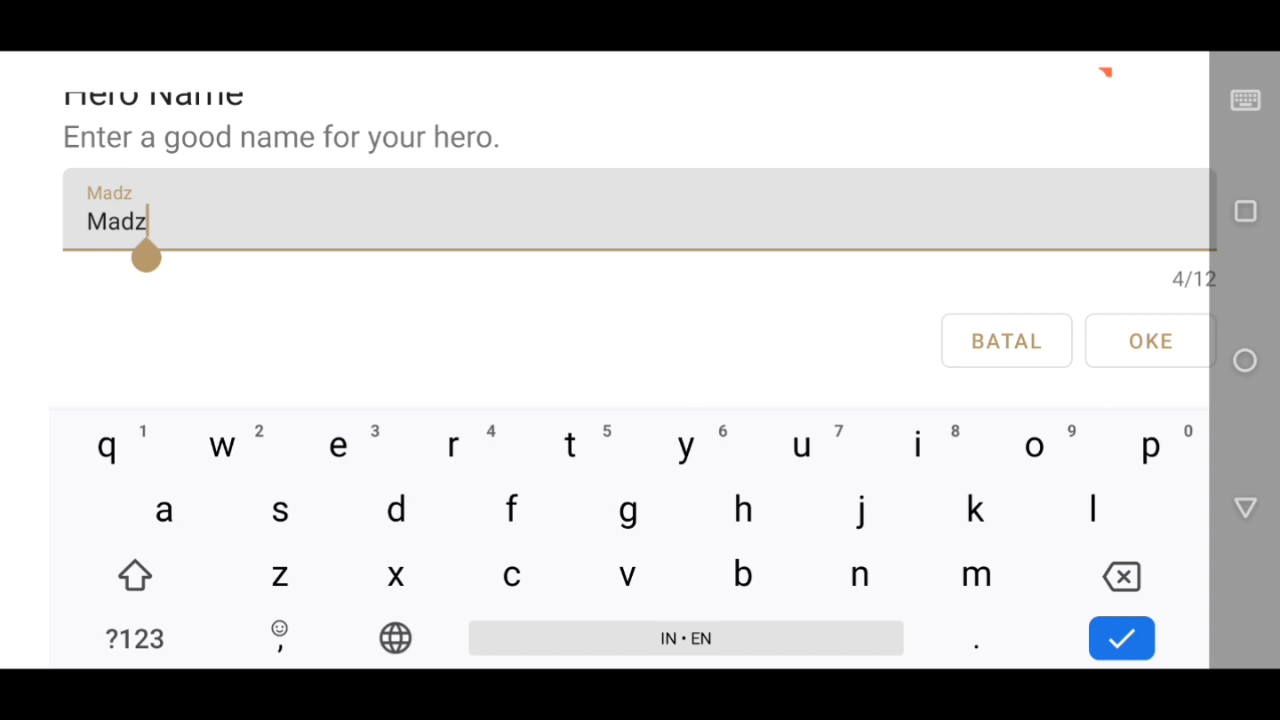 Hero Name
Enter a good name for your hero.
Madz
Madz
4/12
BATAL OKE
q 1 w 2 e 3 r 4 t 5 y 6 u 7 i 8 o 9 p 0
a s d f g h j k l
z x c v b n m
?123 , IN • EN .